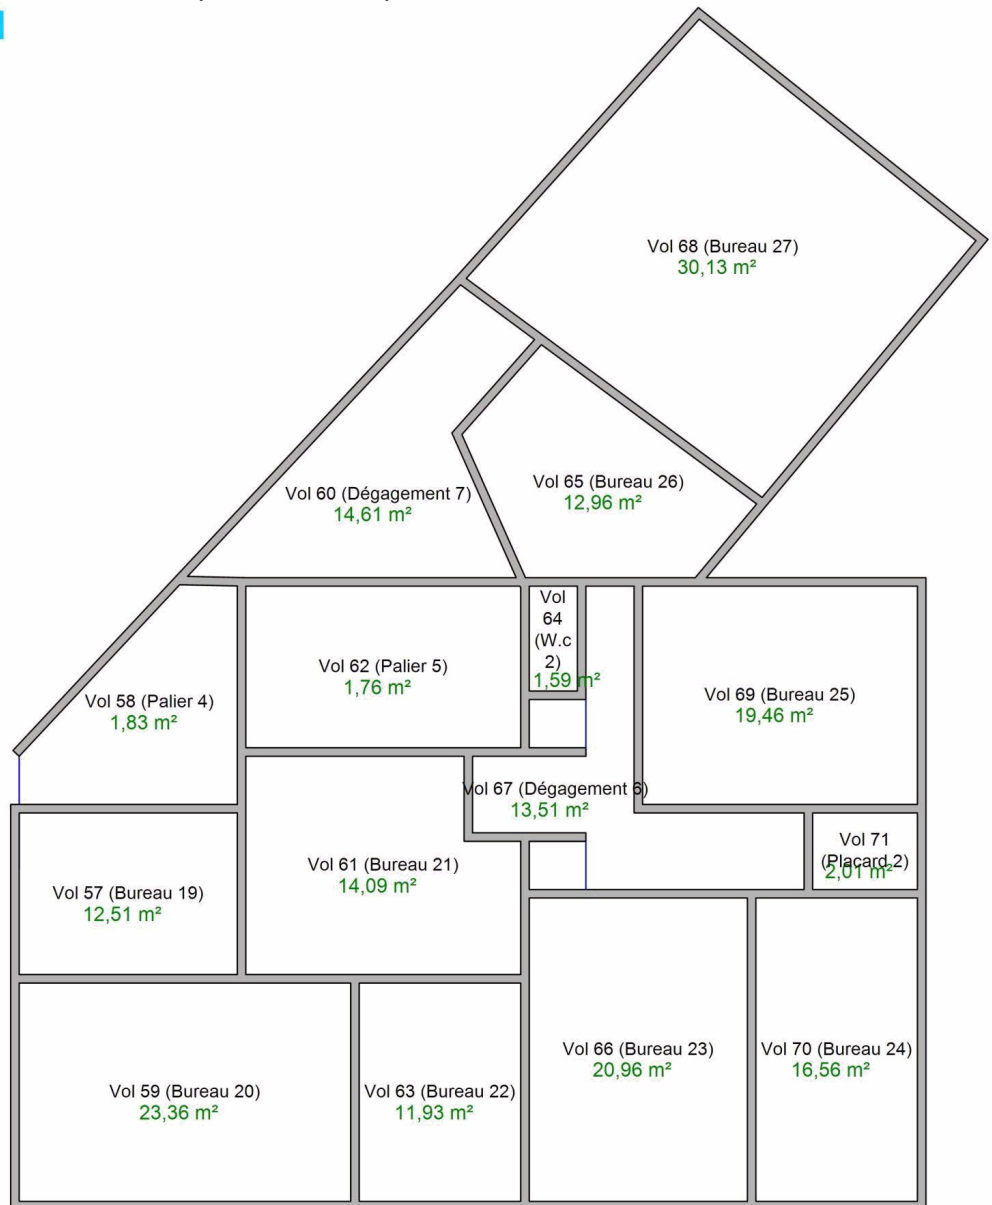 Vol 68 (Bureau 27)
30,13 m²
Vol 65 (Bureau 26)
12,96 m²
Vol 60 (Dégagement 7)
14,61 m²
Vol
64
(W.c
2)
1,59 m²
Vol 62 (Palier 5)
1,76 m²
Vol 58 (Palier 4)
1,83 m²
Vol 69 (Bureau 25)
19,46 m²
Vol 67 (Dégagement 6)
13,51 m²
Vol 71
(Placard 2)
2,01 m²
Vol 61 (Bureau 21)
14,09 m²
Vol 57 (Bureau 19)
12,51 m²
Vol 66 (Bureau 23)
20,96 m²
Vol 70 (Bureau 24)
16,56 m²
Vol 59 (Bureau 20)
23,36 m²
Vol 63 (Bureau 22)
11,93 m²